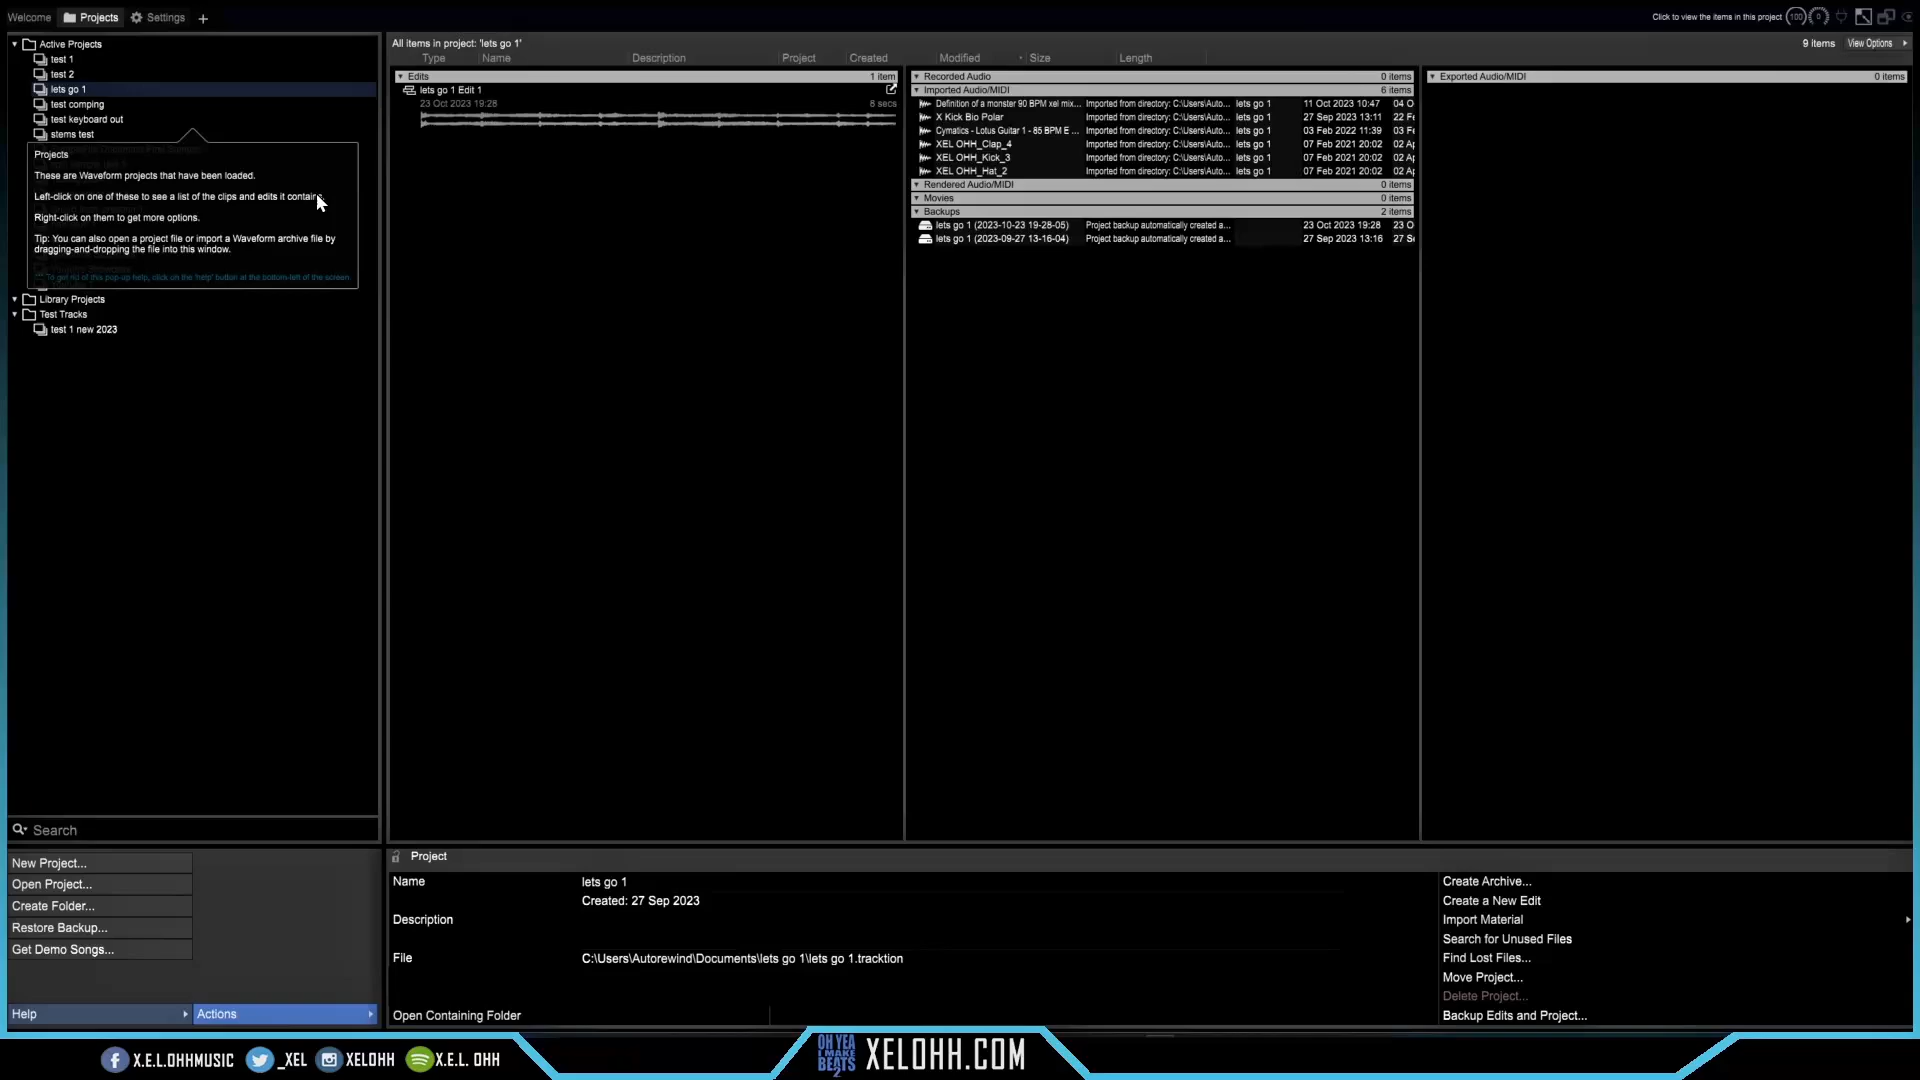 Welcome
Projects
Settings
+
Click to view the items in this project
100
0
Active Projects
test 1
test 2
lets go 1
test comping
test keyboard out
stems test
Projects
These are Waveform projects that have been loaded.
Left-click on one of these to see a list of the clips and edits it contains.
Right-click on them to get more options.
Tip: You can also open a project file or import a Waveform archive file by
dragging-and-dropping the file into this window.
To get rid of this pop-up help, click on the 'help' button at the bottom-left of the screen.
Library Projects
Test Tracks
test 1 new 2023
Search
New Project...
Open Project...
Create Folder...
Restore Backup...
Get Demo Songs...
Help
Actions
All items in project: 'lets go 1'
9 items
View Options
Type Name Description Project Created Modified Size Length
Edits 1 item
lets go 1 Edit 1
23 Oct 2023 19:28 8 secs
Recorded Audio 0 items
Imported Audio/MIDI 6 items
Definition of a monster 90 BPM xel mix... Imported from directory: C:\Users\Auto... lets go 1 11 Oct 2023 10:47 04 O
X Kick Bio Polar Imported from directory: C:\Users\Auto... lets go 1 27 Sep 2023 13:11 22 Fe
Cymatics - Lotus Guitar 1 - 85 BPM E ... Imported from directory: C:\Users\Auto... lets go 1 03 Feb 2022 11:39 03 Fe
XEL OHH_Clap_4 Imported from directory: C:\Users\Auto... lets go 1 07 Feb 2021 20:02 02 Ap
XEL OHH_Kick_3 Imported from directory: C:\Users\Auto... lets go 1 07 Feb 2021 20:02 02 Ap
XEL OHH_Hat_2 Imported from directory: C:\Users\Auto... lets go 1 07 Feb 2021 20:02 02 Ap
Rendered Audio/MIDI 0 items
Movies 0 items
Backups 2 items
lets go 1 (2023-10-23 19-28-05) Project backup automatically created a... 23 Oct 2023 19:28 23 O
lets go 1 (2023-09-27 13-16-04) Project backup automatically created a... 27 Sep 2023 13:16 27 S
Exported Audio/MIDI 0 items
Project
Name lets go 1
Created: 27 Sep 2023
Description
File C:\Users\Autorewind\Documents\lets go 1\lets go 1.tracktion
Open Containing Folder
Create Archive...
Create a New Edit
Import Material
Search for Unused Files
Find Lost Files...
Move Project...
Delete Project...
Backup Edits and Project...
X.E.L.OHHMUSIC
_XEL
XELOHH
X.E.L. OHH
OH YEA
I MAKE
BEATS
2
XELOHH.COM